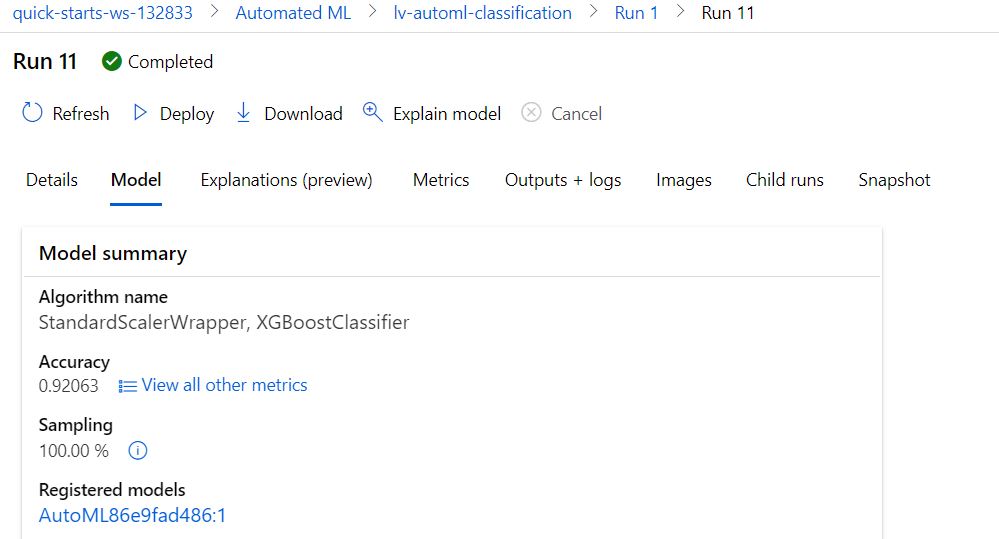 quick-starts-ws-132833 > Automated ML > lv-automl-classification > Run 1 > Run 11
Run 11 Completed
Refresh Deploy Download Explain model Cancel
Details Model Explanations (preview) Metrics Outputs + logs Images Child runs Snapshot
Model summary
Algorithm name
StandardScalerWrapper, XGBoostClassifier
Accuracy
0.92063 View all other metrics
Sampling
100.00 %
Registered models
AutoML86e9fad486:1